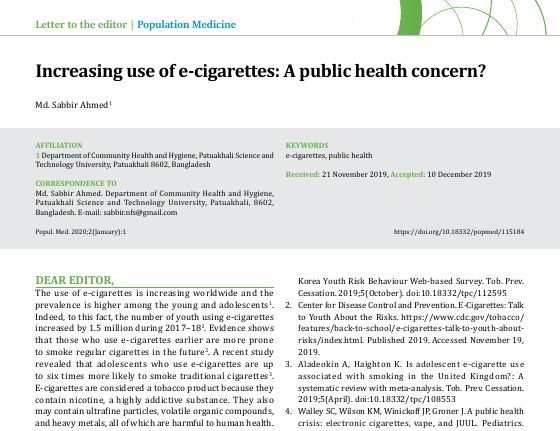 Letter to the editor | Population Medicine
Increasing use of e-cigarettes: A public health concern?
Md. Sabbir Ahmed1
AFFILIATION
1 Department of Community Health and Hygiene, Patuakhali Science and
Technology University, Patuakhali 8602, Bangladesh
CORRESPONDENCE TO
Md. Sabbir Ahmed. Department of Community Health and Hygiene,
Patuakhali Science and Technology University, Patuakhali, 8602,
Bangladesh. E-mail: sabbir.nfs@gmail.com
KEYWORDS
e-cigarettes, public health
Received: 21 November 2019, Accepted: 10 December 2019
Popul. Med. 2020;2(January):1
https://doi.org/10.18332/popmed/115184
DEAR EDITOR,
The use of e-cigarettes is increasing worldwide and the
prevalence is higher among the young and adolescents1.
Indeed, to this fact, the number of youth using e-cigarettes
increased by 1.5 million during 2017–182. Evidence shows
that those who use e-cigarettes earlier are more prone
to smoke regular cigarettes in the future2. A recent study
revealed that adolescents who use e-cigarettes are up
to six times more likely to smoke traditional cigarettes3.
E-cigarettes are considered a tobacco product because they
contain nicotine, a highly addictive substance. They also
may contain ultrafine particles, volatile organic compounds,
and heavy metals, all of which are harmful to human health.
Korea Youth Risk Behaviour Web-based Survey. Tob. Prev.
Cessation. 2019;5(October). doi:10.18332/tpc/112595
2. Center for Disease Control and Prevention. E-Cigarettes: Talk
to Youth About the Risks. https://www.cdc.gov/tobacco/
features/back-to-school/e-cigarettes-talk-to-youth-about-
risks/index.html. Published 2019. Accessed November 19,
2019.
3. Aladeokin A, Haighton K. Is adolescent e-cigarette use
associated with smoking in the United Kingdom?: A
systematic review with meta-analysis. Tob. Prev. Cessation.
2019;5(April). doi:10.18332/tpc/108553
4. Walley SC, Wilson KM, Winickoff JP, Groner J. A public health
crisis: electronic cigarettes, vape, and JUUL. Pediatrics.